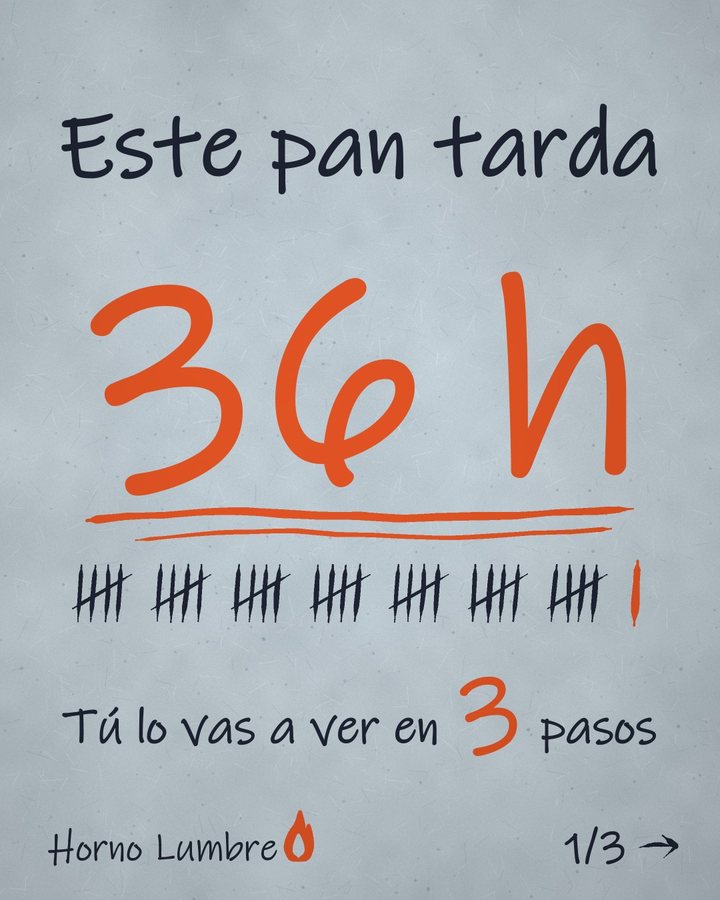 Este pan tarda
36 h
Tú lo vas a ver en 3 pasos
Horno Lumbre
1/3 →